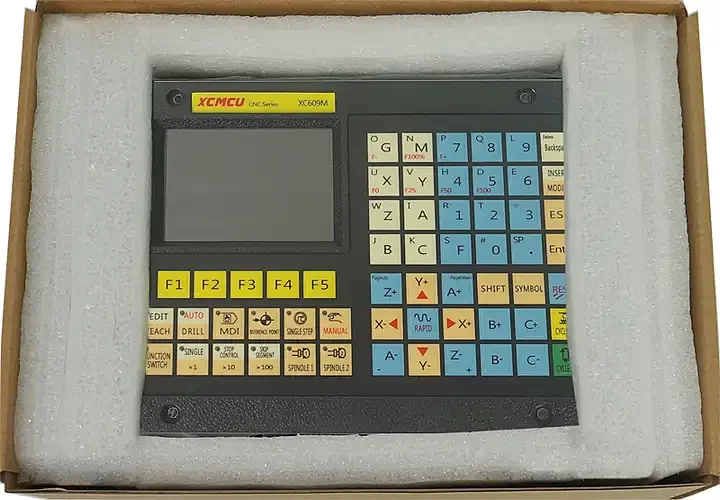 XCMCU CNC Series XC609M
O G F- N M F100% P 7 F+ Q 8 L 9 Delete Backspa
U X F0 V Y F25 H 4 F50 D 5 F100 E 6 INSER MODI
W Z I A R 1 T 2 = 3 ES
J B K C S F # 0 SP . Ent
F1 F2 F3 F4 F5
PageUp Z+ Y+ PageDown A+ SHIFT SYMBOL RES
EDIT EACH AUTO DRILL MDI REFERENCE POINT SINGLE STEP MANUAL
X- RAPID X+ B+ C+ CYCLE
UNCTION SWITCH SINGLE ×1 STOP CONTROL ×10 SKIP SEGMENT ×100 SPINDLE 1 SPINDLE 2
A- - Y- Z- + B- C- CYCLE